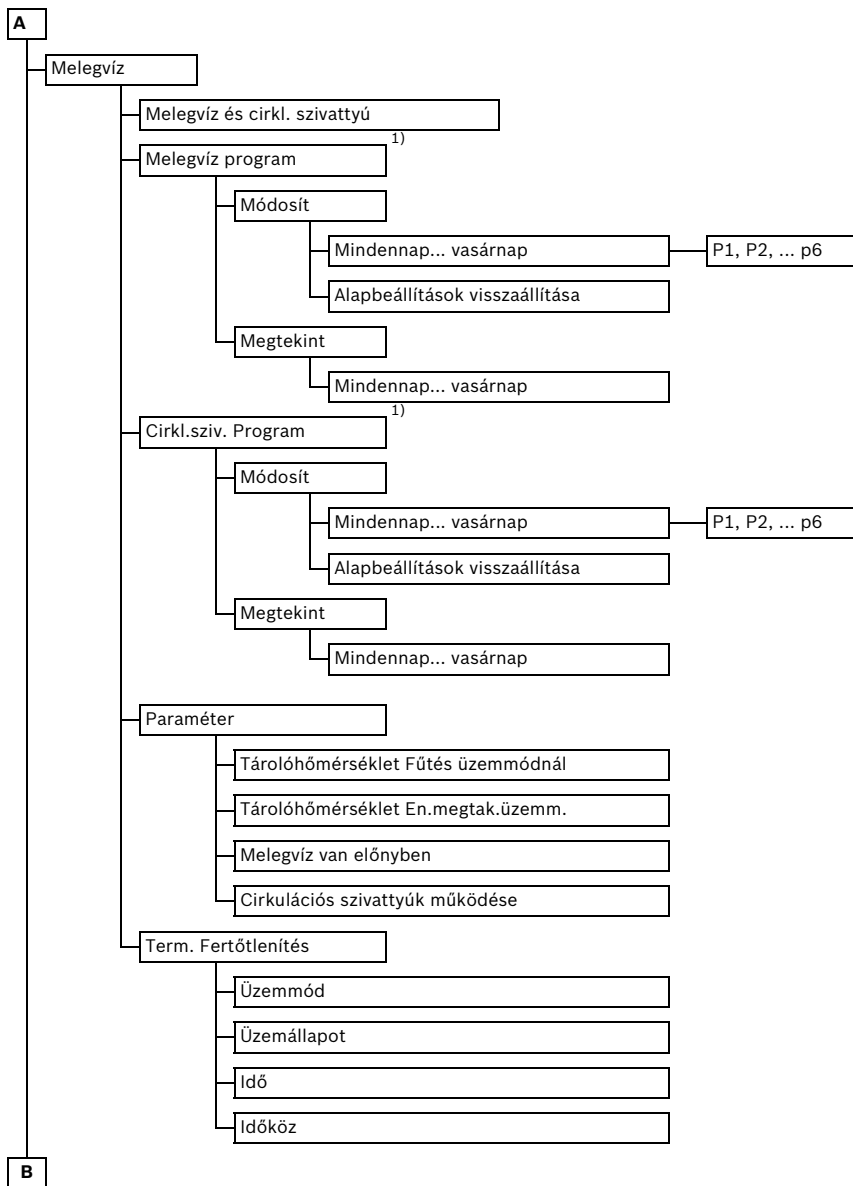 A
Melegvíz
Melegvíz és cirkl. szivattyú
1)
Melegvíz program
Módosít
Mindennap... vasárnap
P1, P2, ... p6
Alapbeállítások visszaállítása
Megtekint
Mindennap... vasárnap
1)
Cirkl.sziv. Program
Módosít
Mindennap... vasárnap
P1, P2, ... p6
Alapbeállítások visszaállítása
Megtekint
Mindennap... vasárnap
Paraméter
Tárolóhőmérséklet Fűtés üzemmódnál
Tárolóhőmérséklet En.megtak.üzemm.
Melegvíz van előnyben
Cirkulációs szivattyúk működése
Term. Fertőtlenítés
Üzemmód
Üzemállapot
Idő
Időköz
B